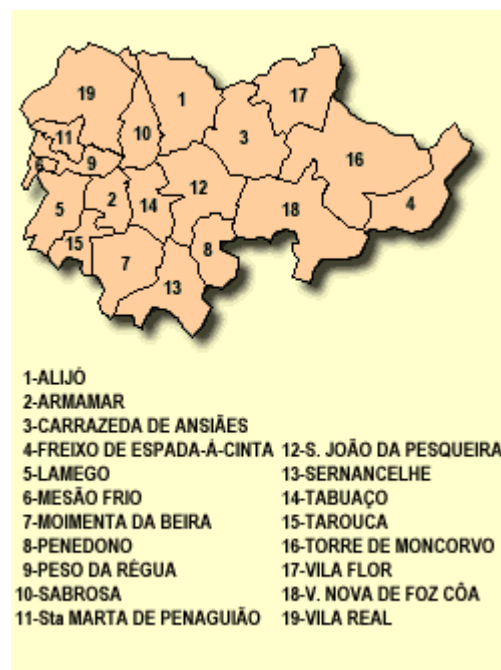 19
1
17
10
3
11
16
9
6
12
2
4
5
14
18
15
8
7
13
1-ALIJÓ
2-ARMAMAR
3-CARRAZEDA DE ANSIÃES
4-FREIXO DE ESPADA-À-CINTA 12-S. JOÃO DA PESQUEIRA
5-LAMEGO 13-SERNANCELHE
6-MESÃO FRIO 14-TABUAÇO
7-MOIMENTA DA BEIRA 15-TAROUCA
8-PENEDONO 16-TORRE DE MONCORVO
9-PESO DA RÉGUA 17-VILA FLOR
10-SABROSA 18-V. NOVA DE FOZ CÔA
11-Sta MARTA DE PENAGUIÃO 19-VILA REAL